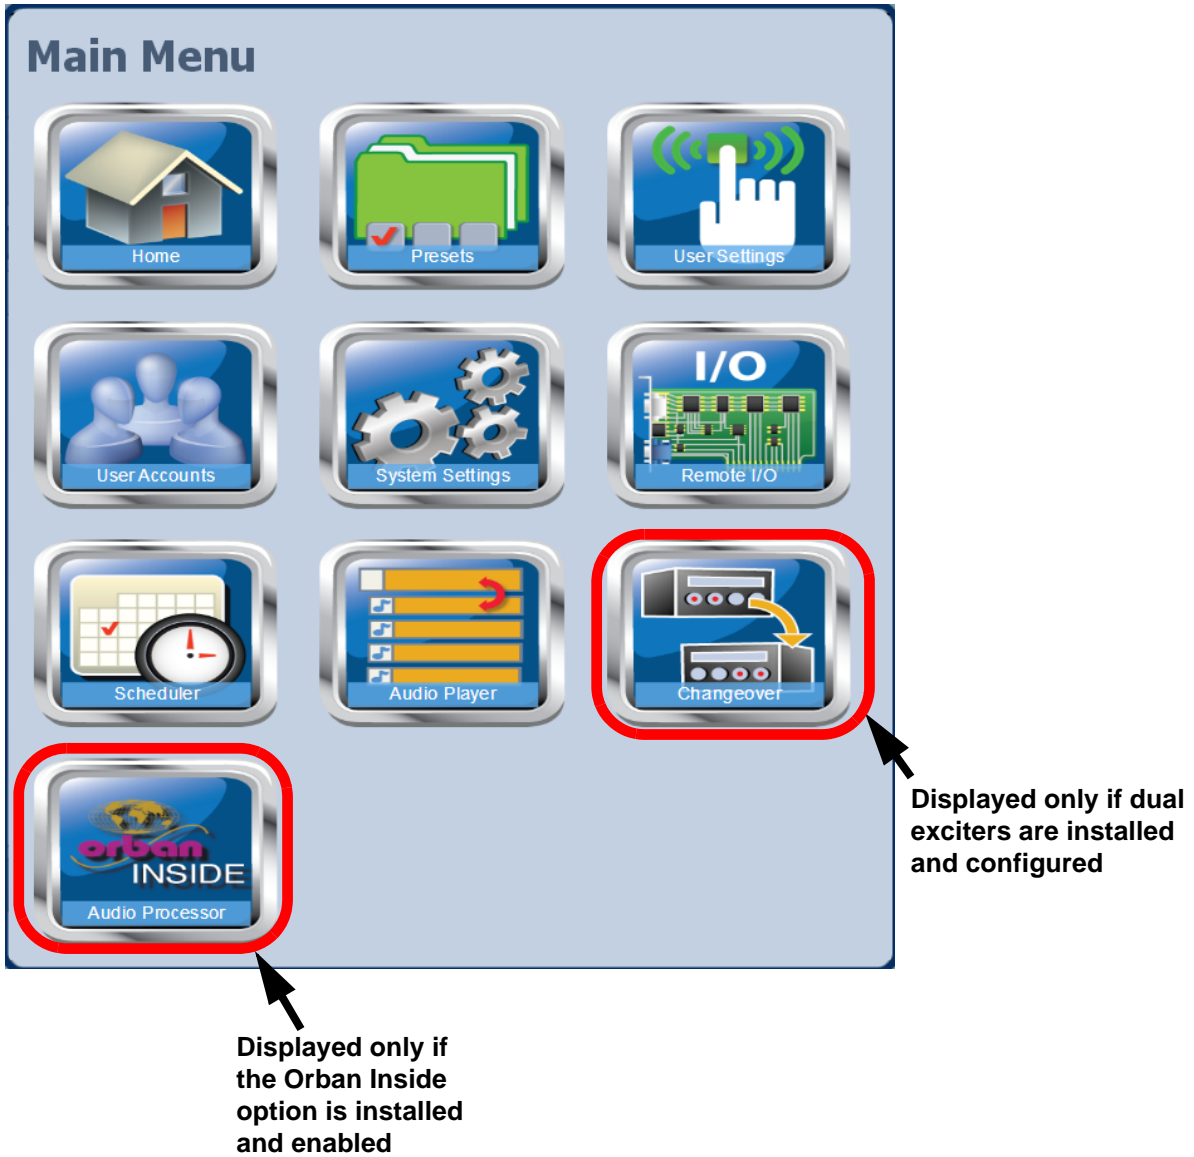 Main Menu
Home
Presets
User Settings
User Accounts
System Settings
I/O
Remote I/O
Scheduler
Audio Player
Changeover
orban
INSIDE
Audio Processor
Displayed only if dual
exciters are installed
and configured
Displayed only if
the Orban Inside
option is installed
and enabled